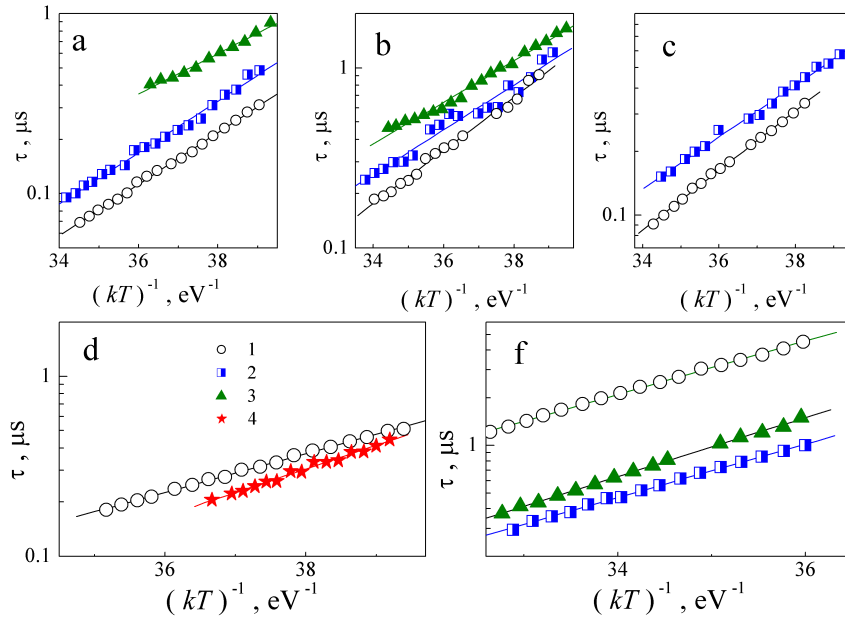 a
1
0.1
τ , μs
34 36 38
(kT)⁻¹ , eV⁻¹
b
1
0.1
τ , μs
34 36 38
(kT)⁻¹ , eV⁻¹
c
0.1
τ , μs
34 36 38
(kT)⁻¹ , eV⁻¹
d
1
0.1
τ , μs
1
2
3
4
36 38
(kT)⁻¹ , eV⁻¹
f
1
τ , μs
34 36
(kT)⁻¹ , eV⁻¹